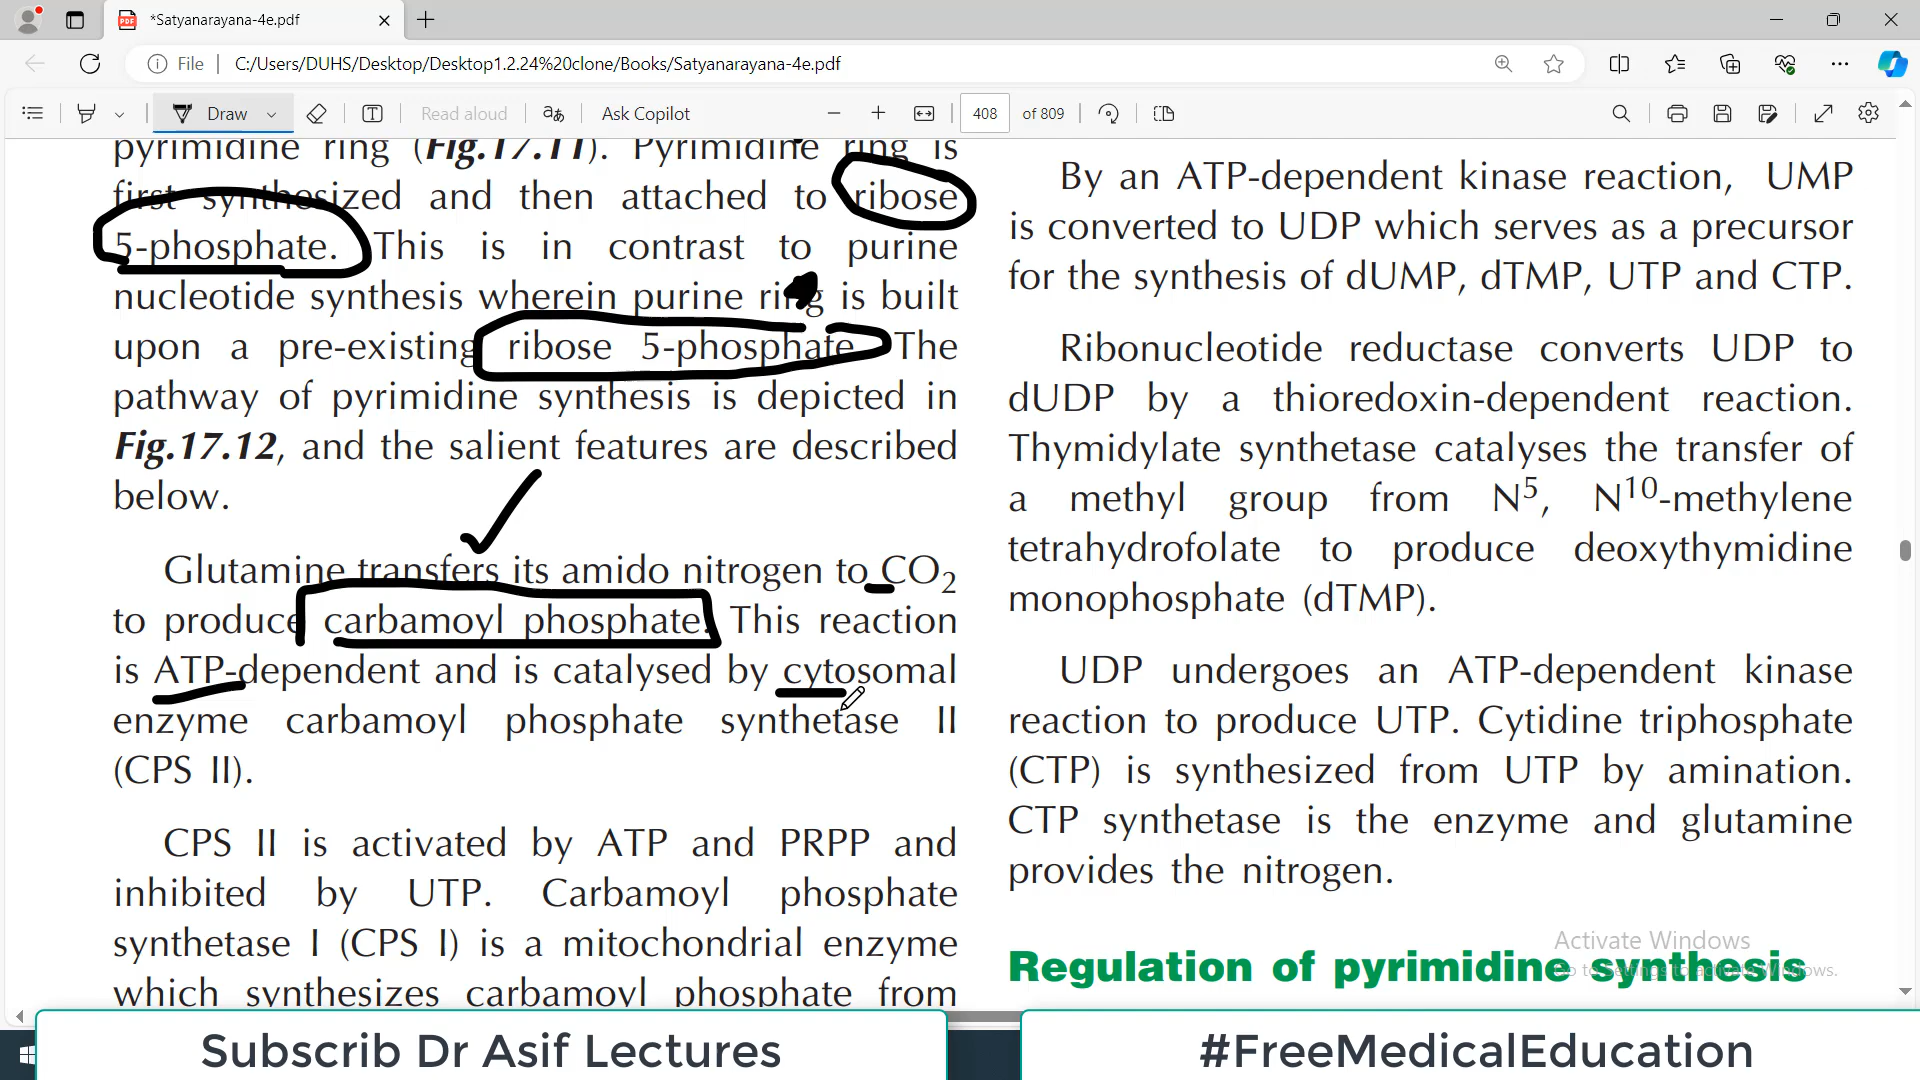 *Satyanarayana-4e.pdf
File
C:/Users/DUHS/Desktop/Desktop1.2.24%20clone/Books/Satyanarayana-4e.pdf
Draw
Read aloud
aあ
Ask Copilot
408 of 809
pyrimidine ring (Fig.17.11). Pyrimidine ring is
first synthesized and then attached to ribose
5-phosphate. This is in contrast to purine
nucleotide synthesis wherein purine ring is built
upon a pre-existing ribose 5-phosphate. The
pathway of pyrimidine synthesis is depicted in
Fig.17.12, and the salient features are described
below.
Glutamine transfers its amido nitrogen to CO2
to produce carbamoyl phosphate. This reaction
is ATP-dependent and is catalysed by cytosomal
enzyme carbamoyl phosphate synthetase II
(CPS II).
CPS II is activated by ATP and PRPP and
inhibited by UTP. Carbamoyl phosphate
synthetase I (CPS I) is a mitochondrial enzyme
which synthesizes carbamoyl phosphate from
By an ATP-dependent kinase reaction, UMP
is converted to UDP which serves as a precursor
for the synthesis of dUMP, dTMP, UTP and CTP.
Ribonucleotide reductase converts UDP to
dUDP by a thioredoxin-dependent reaction.
Thymidylate synthetase catalyses the transfer of
a methyl group from N5, N10-methylene
tetrahydrofolate to produce deoxythymidine
monophosphate (dTMP).
UDP undergoes an ATP-dependent kinase
reaction to produce UTP. Cytidine triphosphate
(CTP) is synthesized from UTP by amination.
CTP synthetase is the enzyme and glutamine
provides the nitrogen.
Activate Windows
Go to Settings to activate Windows.
Regulation of pyrimidine synthesis
Subscrib Dr Asif Lectures
#FreeMedicalEducation